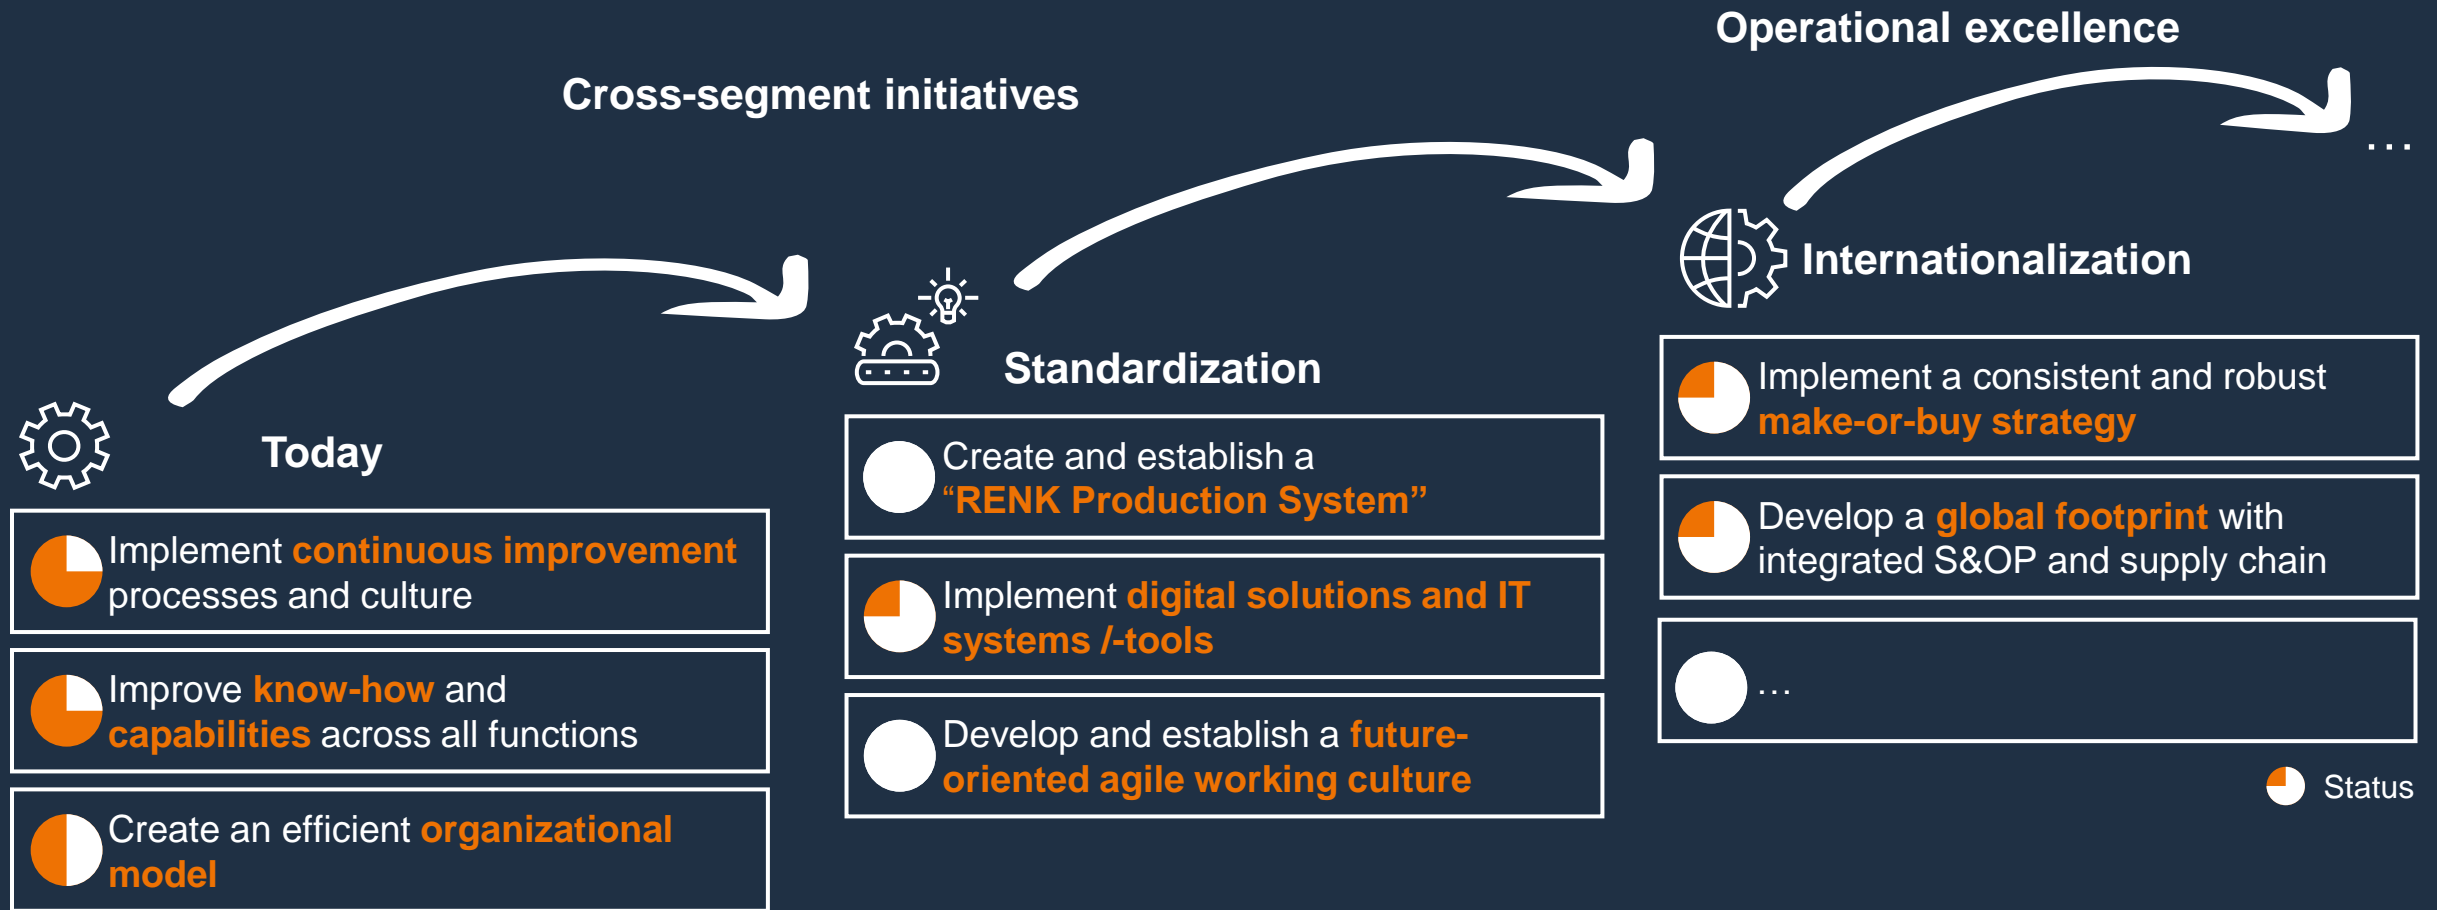 Operational excellence
Cross-segment initiatives
…
Today
Implement continuous improvement
processes and culture
Improve know-how and
capabilities across all functions
Create an efficient organizational
model
Standardization
Create and establish a
“RENK Production System”
Implement digital solutions and IT
systems /-tools
Develop and establish a future-
oriented agile working culture
Internationalization
Implement a consistent and robust
make-or-buy strategy
Develop a global footprint with
integrated S&OP and supply chain
…
Status